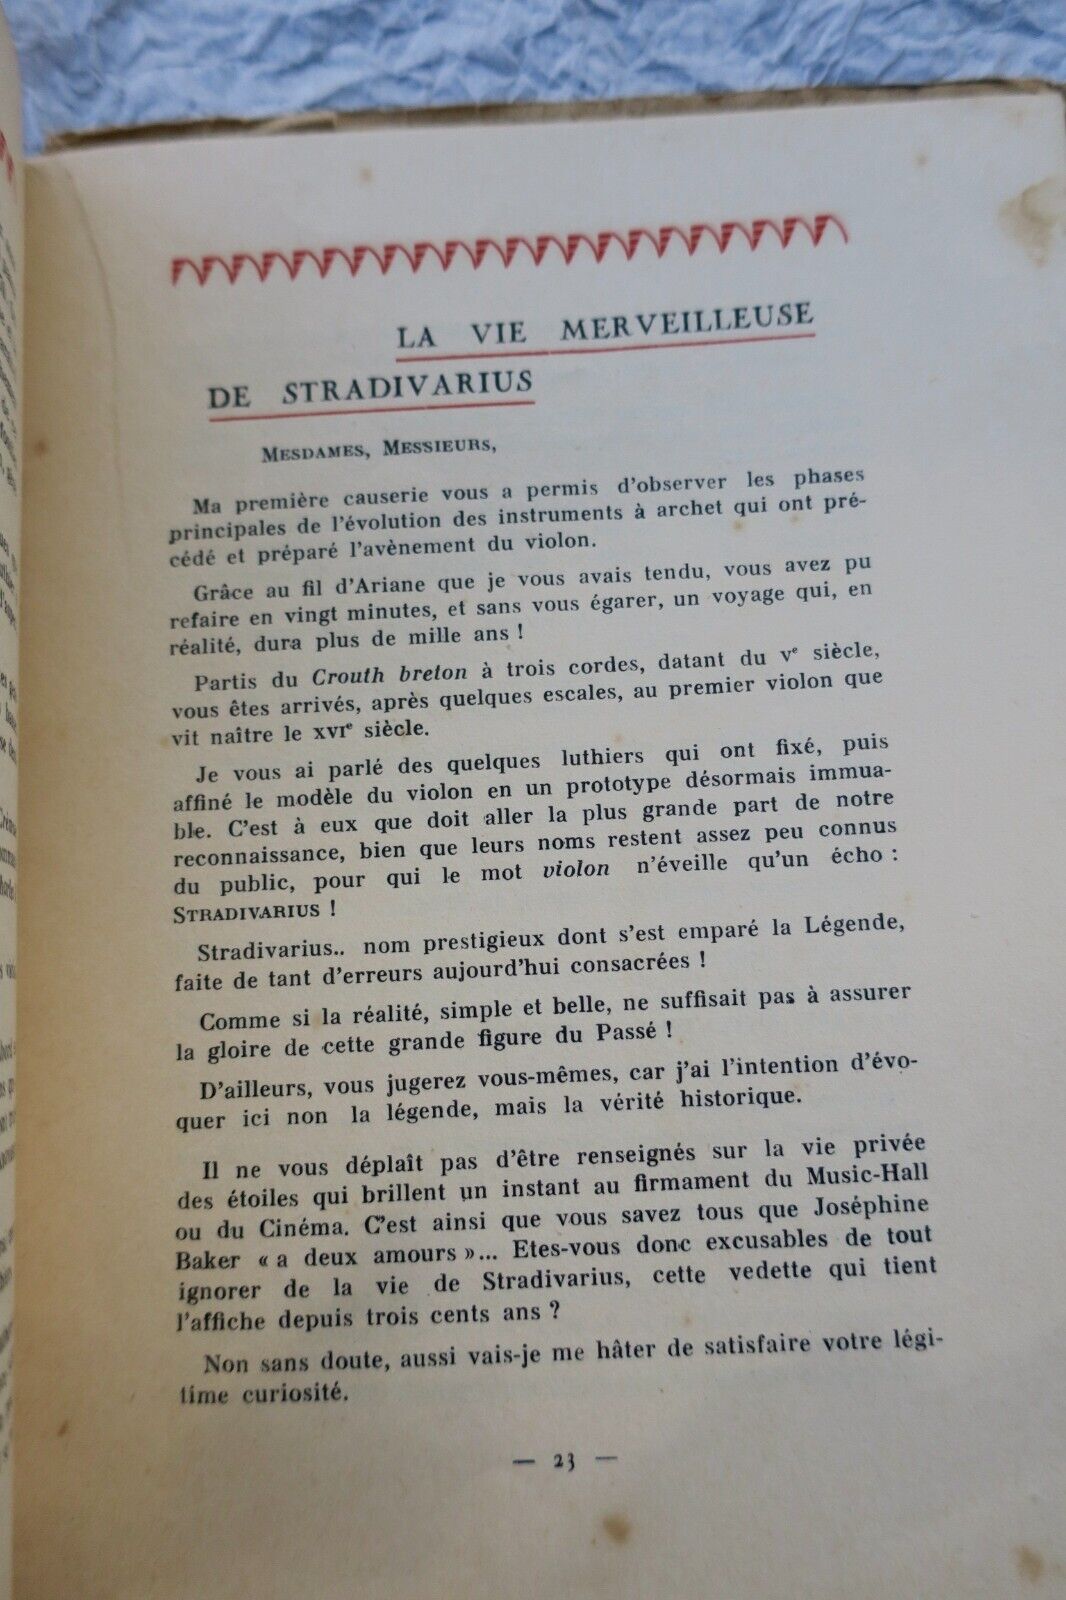 LA VIE MERVEILLEUSE
DE STRADIVARIUS
MESDAMES, MESSIEURS,
Ma première causerie vous a permis d'observer les phases
principales de l'évolution des instruments à archet qui ont pré-
cédé et préparé l'avènement du violon.
Grâce au fil d'Ariane que je vous avais tendu, vous avez pu
refaire en vingt minutes, et sans vous égarer, un voyage qui, en
réalité, dura plus de mille ans !
Partis du Crouth breton à trois cordes, datant du Ve siècle,
vous êtes arrivés, après quelques escales, au premier violon que
vit naître le XVIe siècle.
Je vous ai parlé des quelques luthiers qui ont fixé, puis
affiné le modèle du violon en un prototype désormais immua-
ble. C'est à eux que doit aller la plus grande part de notre
reconnaissance, bien que leurs noms restent assez peu connus
du public, pour qui le mot violon n'éveille qu'un écho :
STRADIVARIUS !
Stradivarius.. nom prestigieux dont s'est emparé la Légende,
faite de tant d'erreurs aujourd'hui consacrées !
Comme si la réalité, simple et belle, ne suffisait pas à assurer
la gloire de cette grande figure du Passé !
D'ailleurs, vous jugerez vous-mêmes, car j'ai l'intention d'évo-
quer ici non la légende, mais la vérité historique.
Il ne vous déplaît pas d'être renseignés sur la vie privée
des étoiles qui brillent un instant au firmament du Music-Hall
ou du Cinéma. C'est ainsi que vous savez tous que Joséphine
Baker « a deux amours »... Etes-vous donc excusables de tout
ignorer de la vie de Stradivarius, cette vedette qui tient
l'affiche depuis trois cents ans ?
Non sans doute, aussi vais-je me hâter de satisfaire votre légi-
time curiosité.
— 23 —